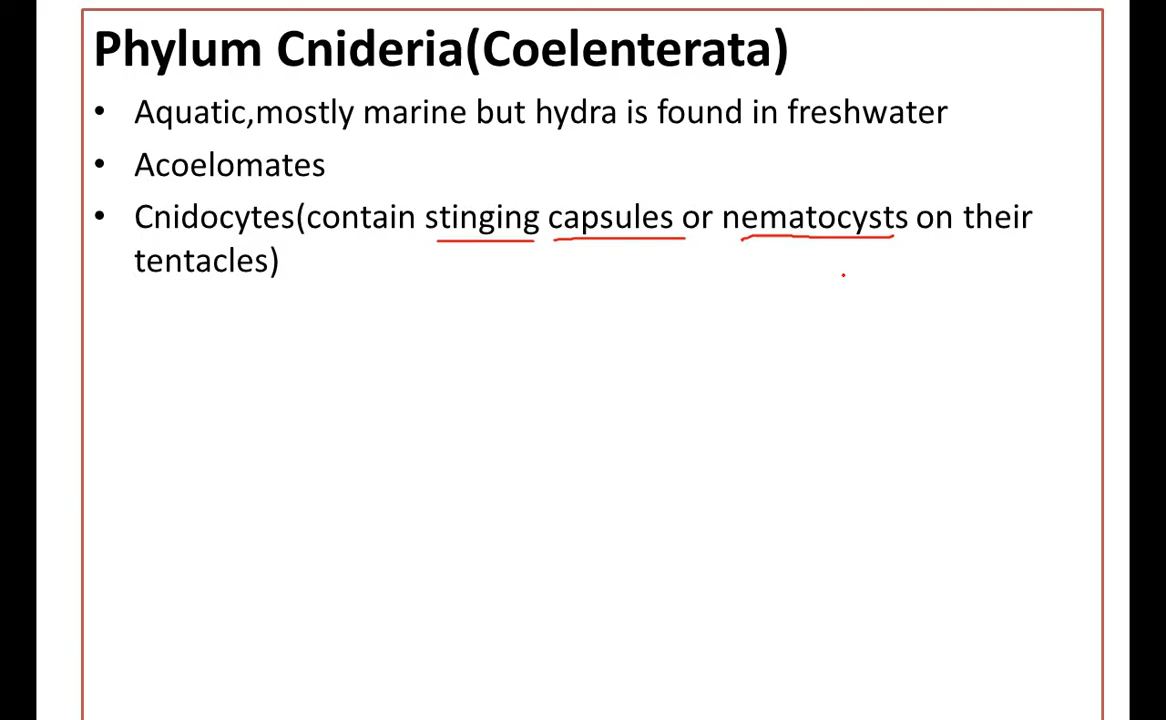 Phylum Cnideria(Coelenterata)
• Aquatic,mostly marine but hydra is found in freshwater
• Acoelomates
• Cnidocytes(contain stinging capsules or nematocysts on their
tentacles)